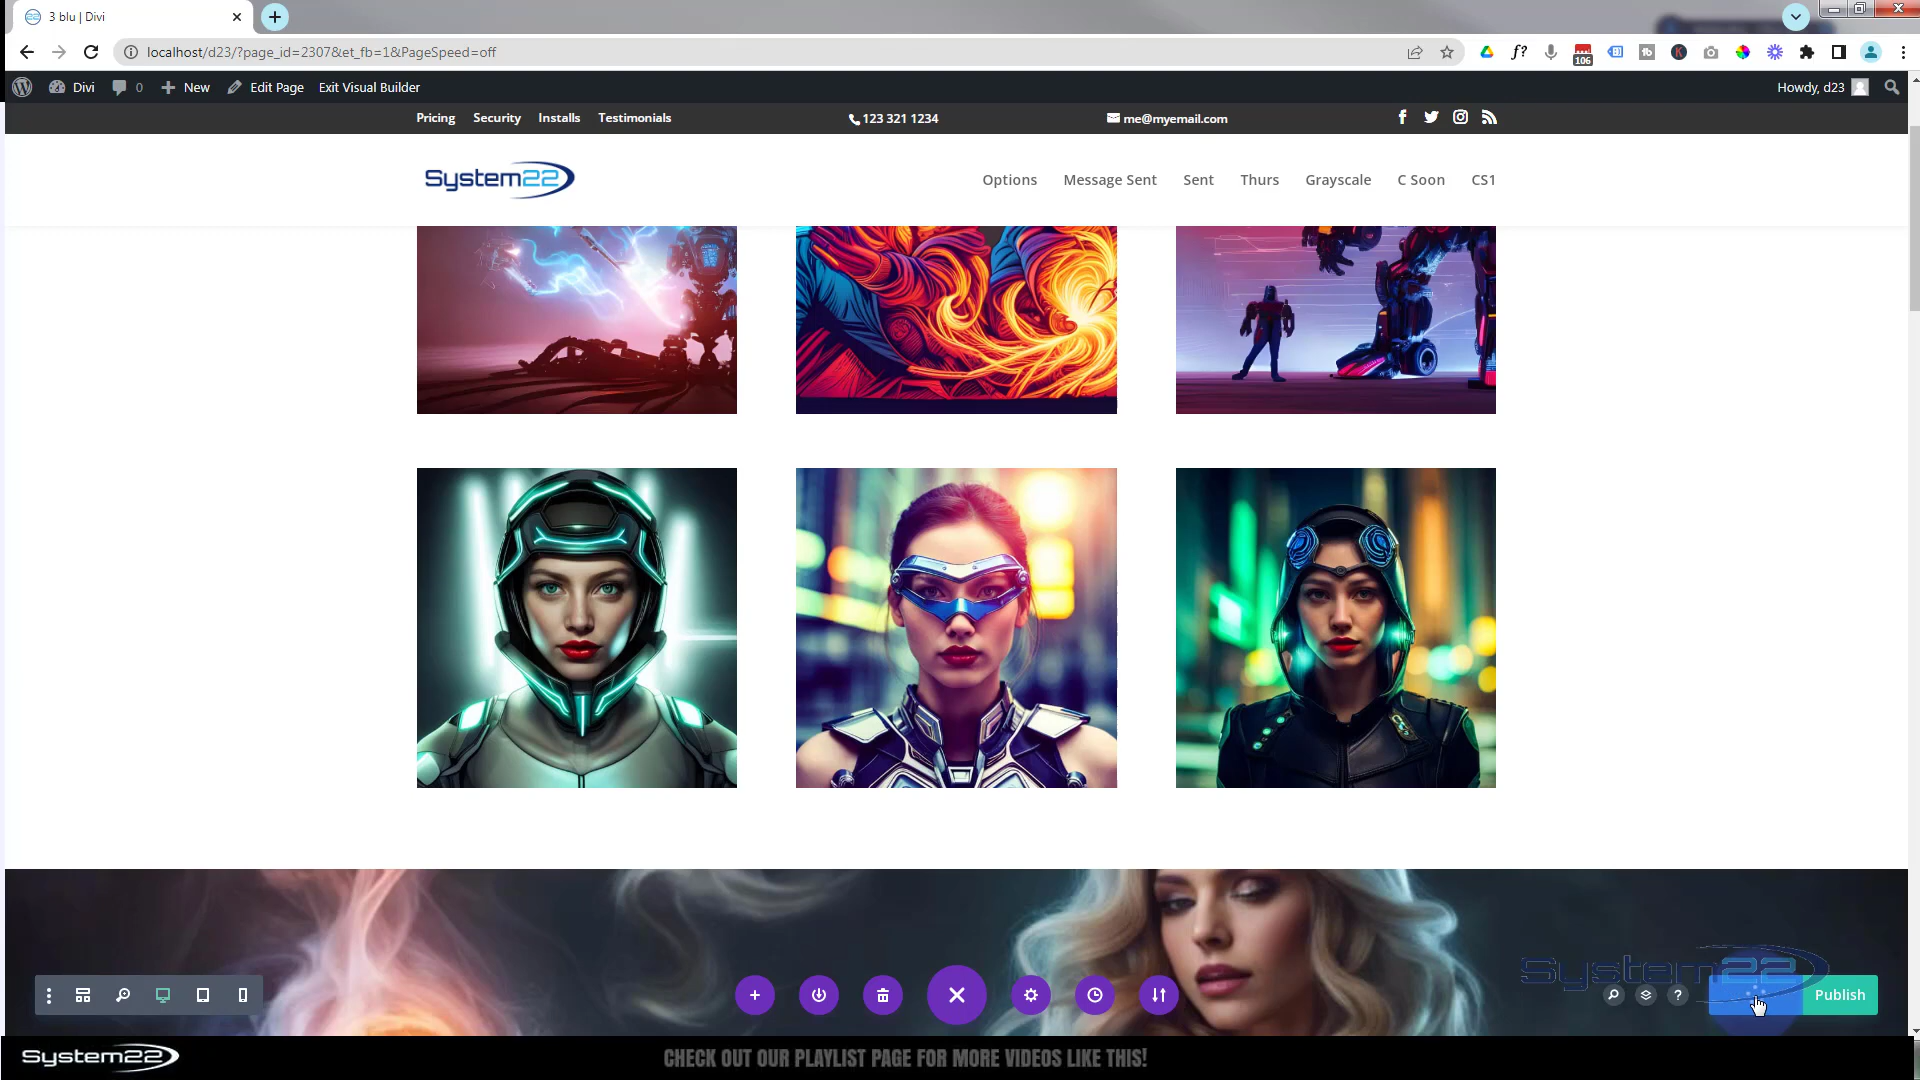 3 blu | Divi
localhost/d23/?page_id=2307&et_fb=1&PageSpeed=off
106
Divi 0 New Edit Page Exit Visual Builder Howdy, d23
Pricing Security Installs Testimonials 123 321 1234 me@myemail.com
System22 Options Message Sent Sent Thurs Grayscale C Soon CS1
System22
? Publish
System22 CHECK OUT OUR PLAYLIST PAGE FOR MORE VIDEOS LIKE THIS!